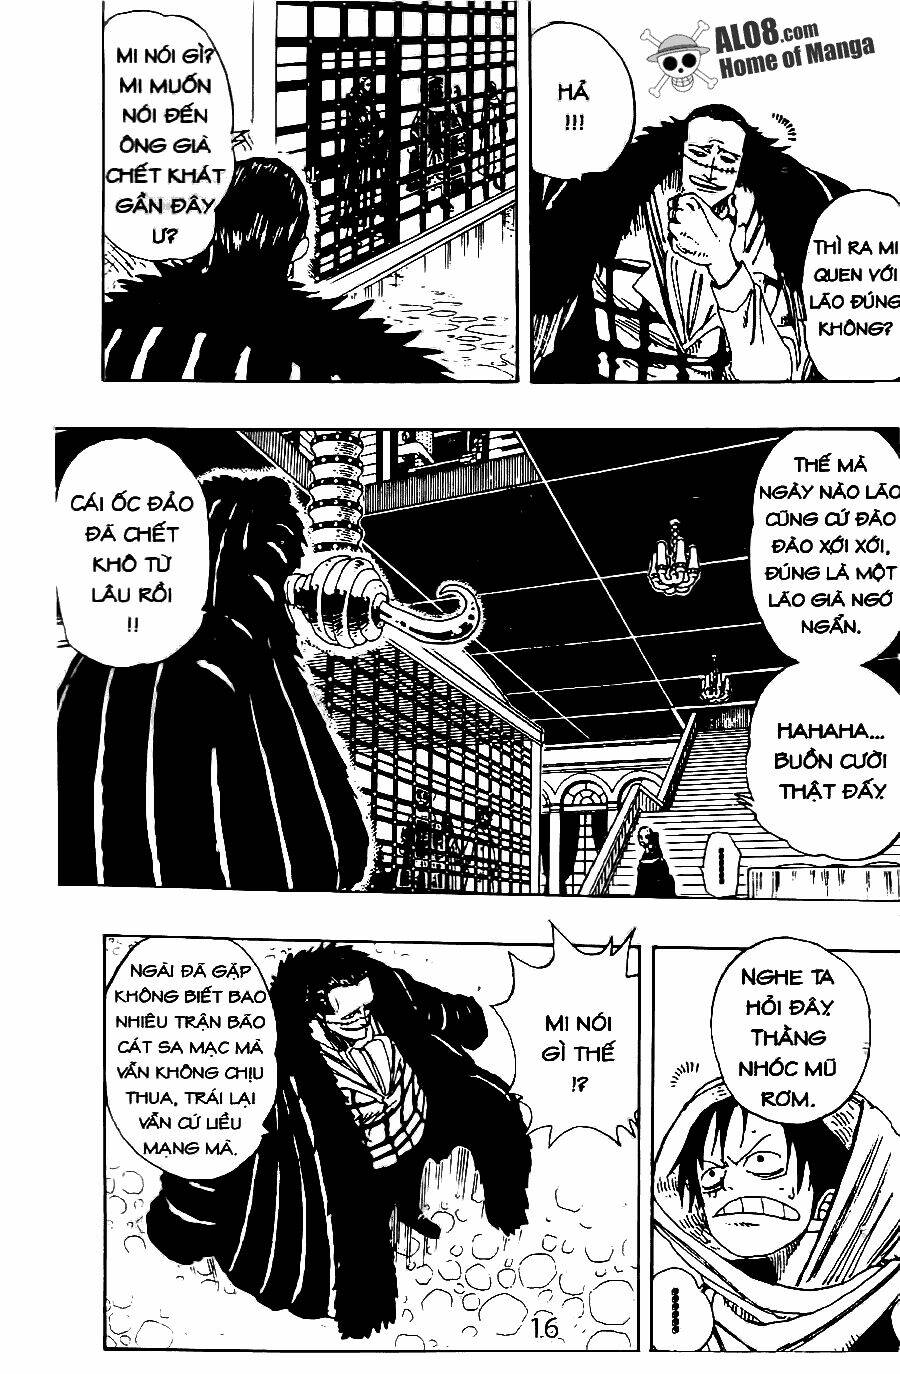 AL08.com
Home of Manga
MI NÓI GÌ?
MI MUỐN
NÓI ĐẾN
ÔNG GIÀ
CHẾT KHÁT
GẦN ĐÂY
Ư?
HẢ
!!!
THÌ RA MI
QUEN VỚI
LÃO ĐÚNG
KHÔNG?
CÁI ỐC ĐẢO
ĐÃ CHẾT
KHÔ TỪ
LÂU RỒI
!!
THẾ MÀ
NGÀY NÀO LÃO
CŨNG CỨ ĐÀO
ĐÀO XỚI XỚI,
ĐÚNG LÀ MỘT
LÃO GIÀ NGỚ
NGẨN.
HAHAHA...
BUỒN CƯỜI
THẬT ĐẤY
......
NGÀI ĐÃ GẶP
KHÔNG BIẾT BAO
NHIÊU TRẬN BÃO
CÁT SA MẠC MÀ
VẪN KHÔNG CHỊU
THUA, TRÁI LẠI
VẪN CỨ LIỀU
MẠNG MÀ.
MI NÓI
GÌ THẾ
!?
NGHE TA
HỎI ĐÂY
THẰNG
NHÓC MŨ
RƠM.
......
16